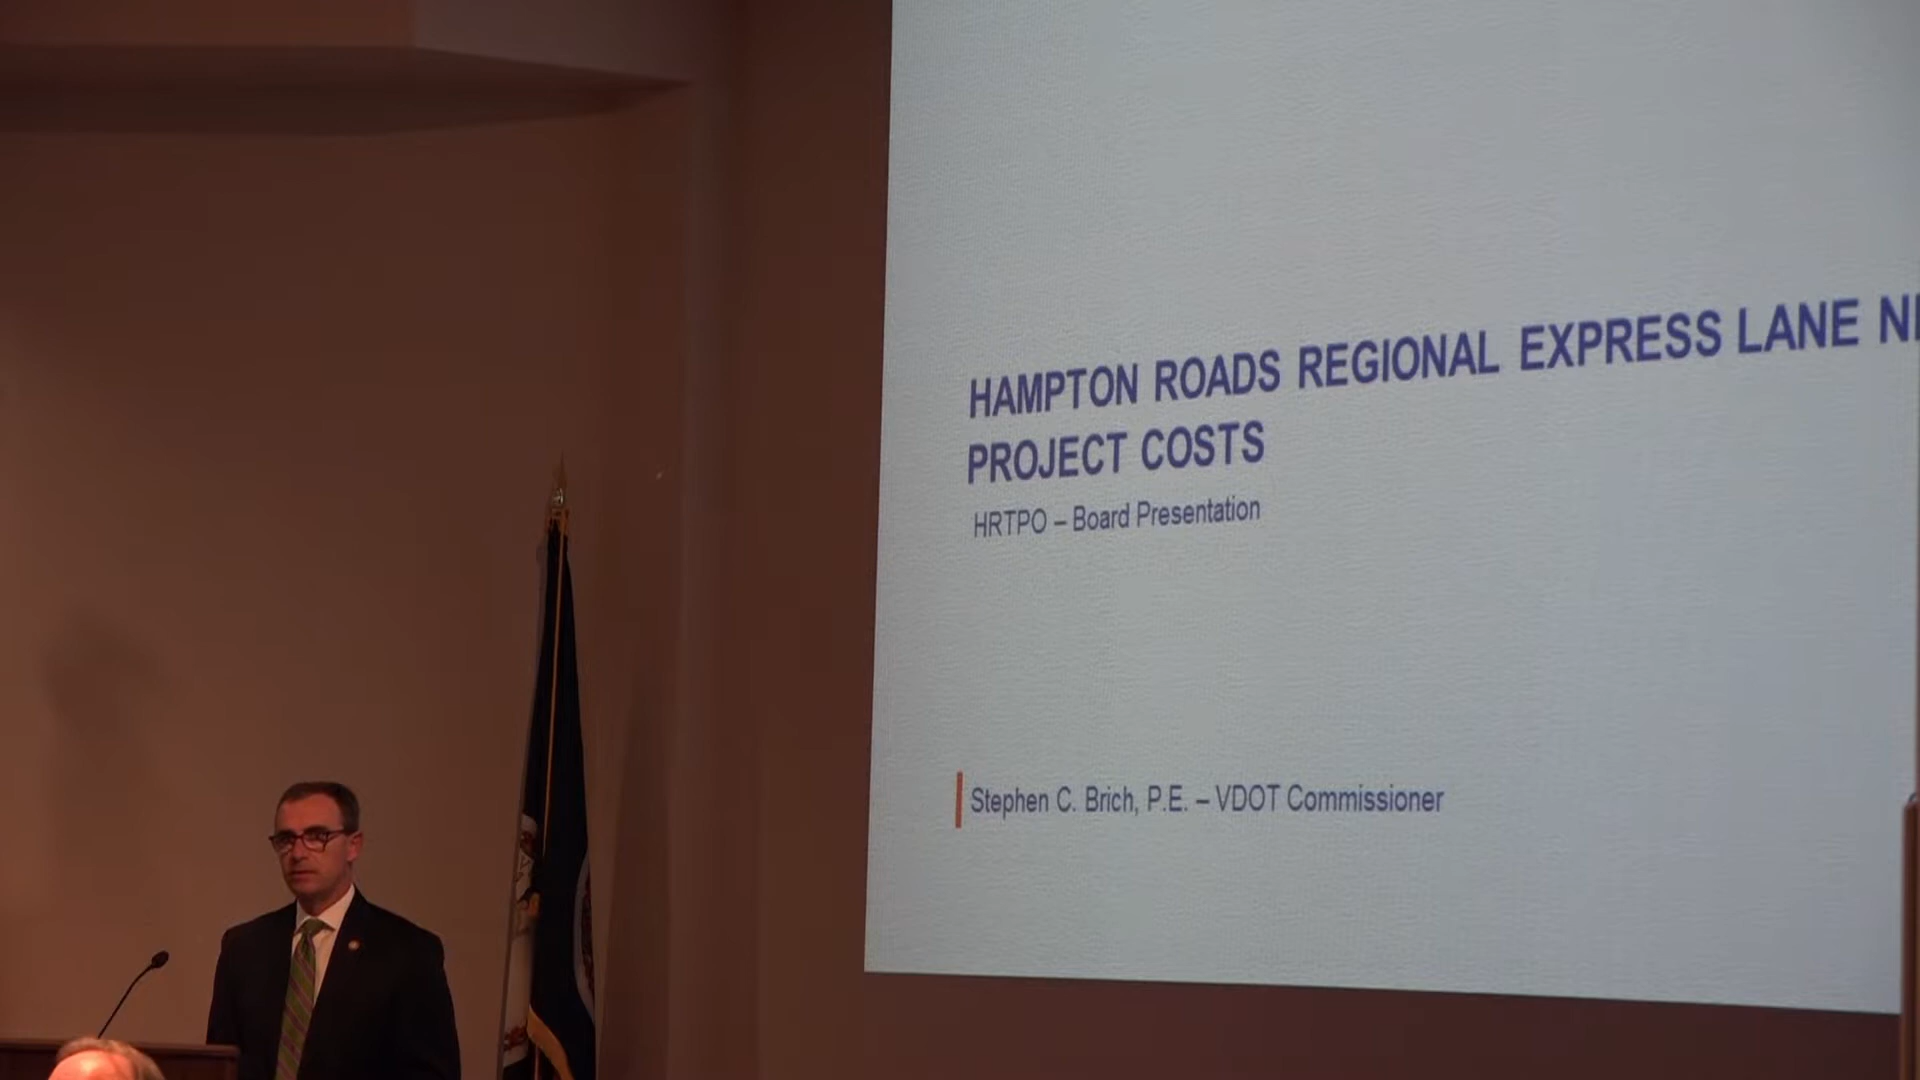 HAMPTON ROADS REGIONAL EXPRESS LANE
PROJECT COSTS
HRTPO – Board Presentation
Stephen C. Brich, P.E. – VDOT Commissioner